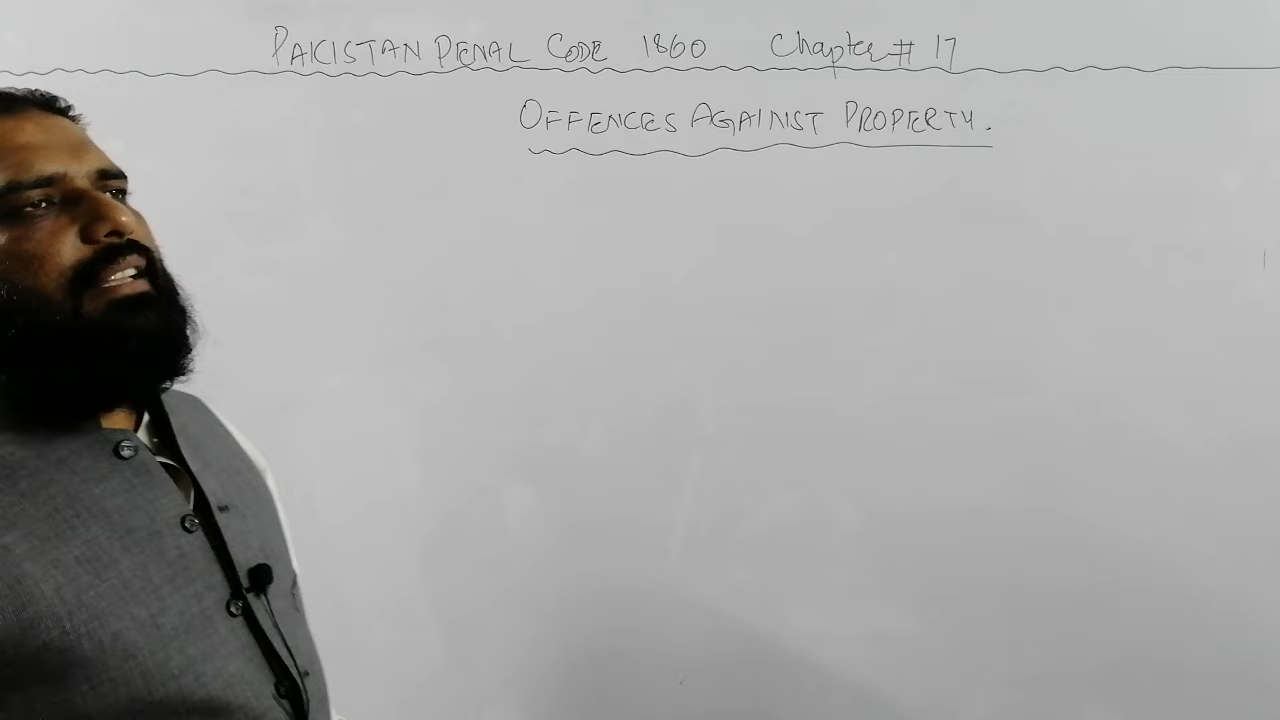 PAKISTAN PENAL CODE 1860 Chapter # 17
OFFENCES AGAINST PROPERTY.